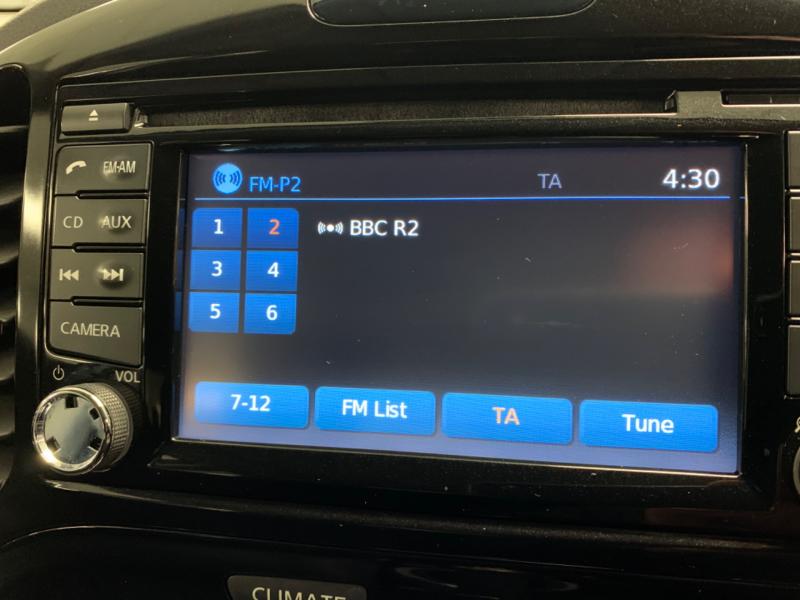 FM·AM
CD AUX
CAMERA
VOL
FM-P2 TA 4:30
1 2 BBC R2
3 4
5 6
7-12 FM List TA Tune
CLIMATE